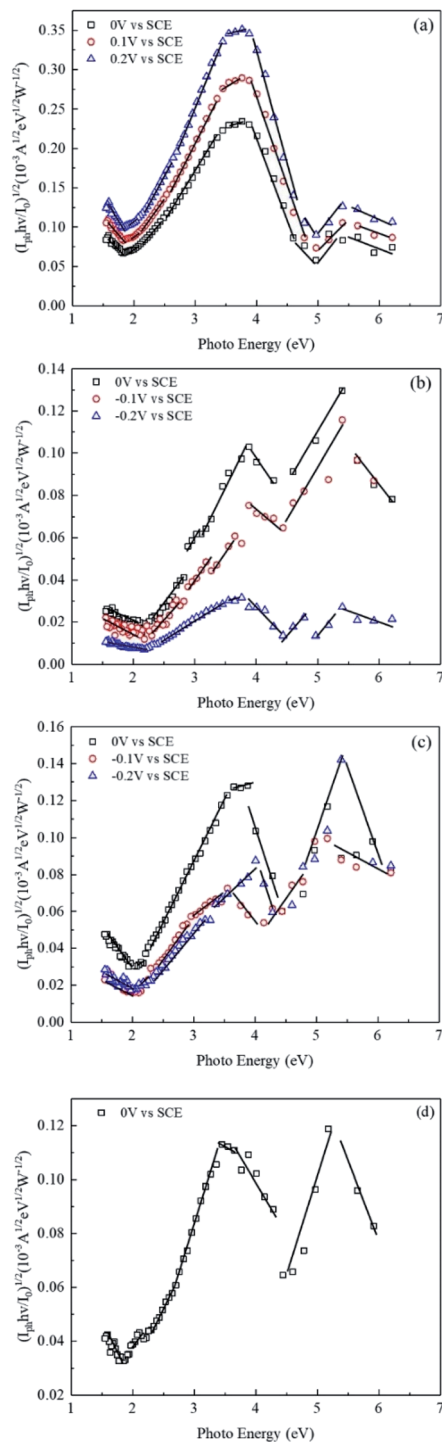 (a)
0V vs SCE
0.1V vs SCE
0.2V vs SCE
0.35
0.30
0.25
0.20
0.15
0.10
0.05
0.00
(I_ph hν/I_0)^1/2 (10^-3 A^1/2 eV^1/2 W^-1/2)
1 2 3 4 5 6 7
Photo Energy (eV)
(b)
0V vs SCE
-0.1V vs SCE
-0.2V vs SCE
0.14
0.12
0.10
0.08
0.06
0.04
0.02
0.00
(I_ph hν/I_0)^1/2 (10^-3 A^1/2 eV^1/2 W^-1/2)
1 2 3 4 5 6 7
Photo Energy (eV)
(c)
0V vs SCE
-0.1V vs SCE
-0.2V vs SCE
0.16
0.14
0.12
0.10
0.08
0.06
0.04
0.02
0.00
(I_ph hν/I_0)^1/2 (10^-3 A^1/2 eV^1/2 W^-1/2)
1 2 3 4 5 6 7
Photo Energy (eV)
(d)
0V vs SCE
0.12
0.10
0.08
0.06
0.04
0.02
(I_ph hν/I_0)^1/2 (10^-3 A^1/2 eV^1/2 W^-1/2)
1 2 3 4 5 6 7
Photo Energy (eV)